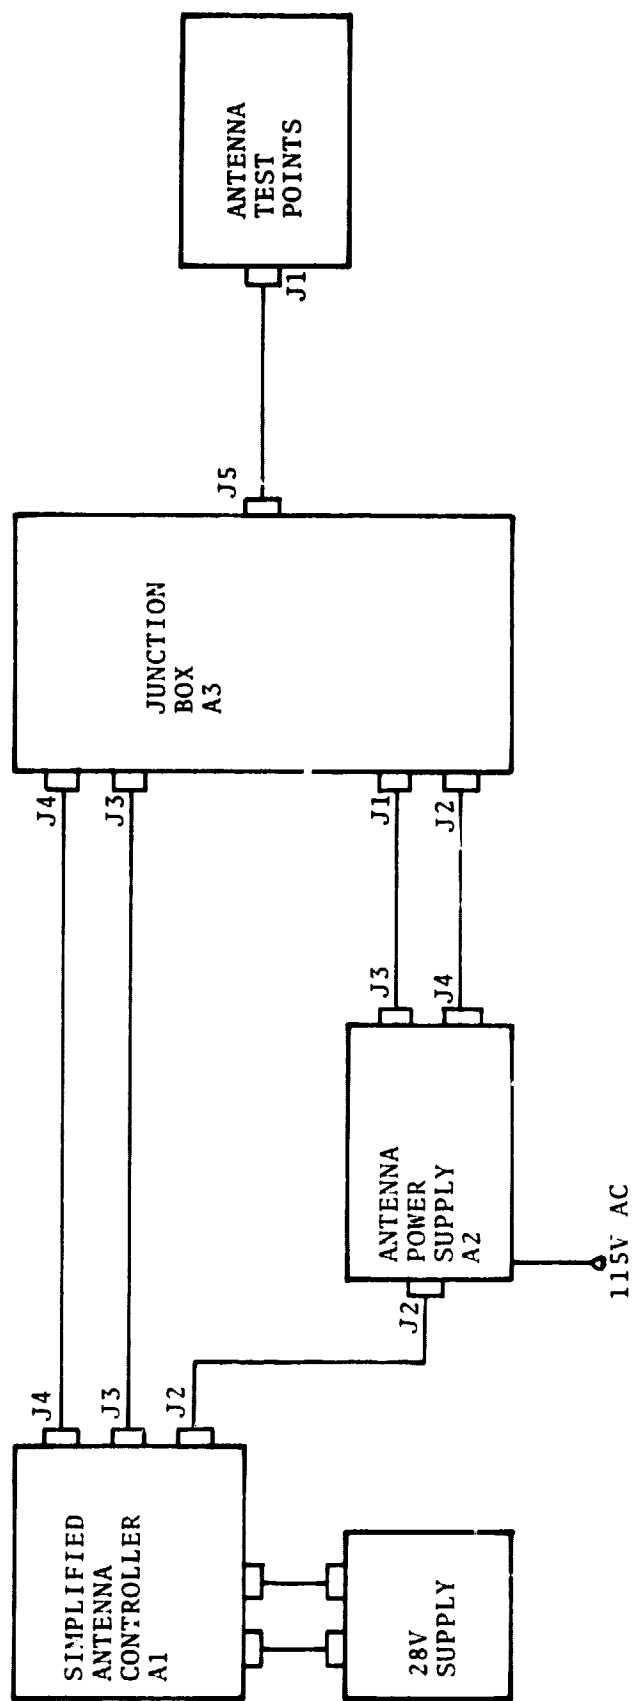 SIMPLIFIED
ANTENNA
CONTROLLER
A1
J4
J3
J2
28V
SUPPLY
J2
ANTENNA
POWER
SUPPLY
A2
115V AC
J3
J4
J4
J3
J1
J2
JUNCTION
BOX
A3
J5
J1
ANTENNA
TEST
POINTS